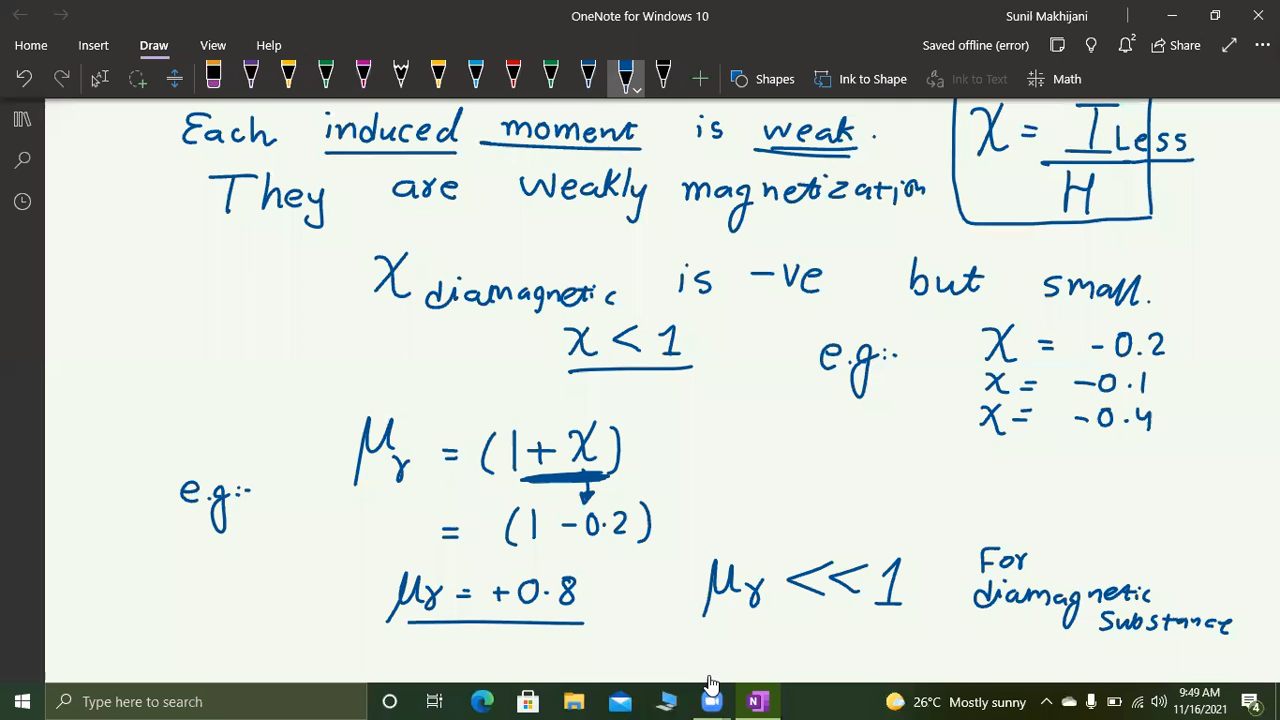 OneNote for Windows 10
Sunil Makhijani
Home Insert Draw View Help
Saved offline (error)
Share
Shapes
Ink to Shape
Ink to Text
Math
Each induced moment is weak.
They are weakly magnetization
χ = I Less / H
χ diamagnetic is -ve but small.
x < 1
e.g:-
χ = -0.2
x = -0.1
χ = -0.4
μr = (1 + χ)
e.g:-
= (1 - 0.2)
μr = +0.8
μr << 1
For
diamagnetic
Substance
Type here to search
26°C Mostly sunny
9:49 AM
11/16/2021
4